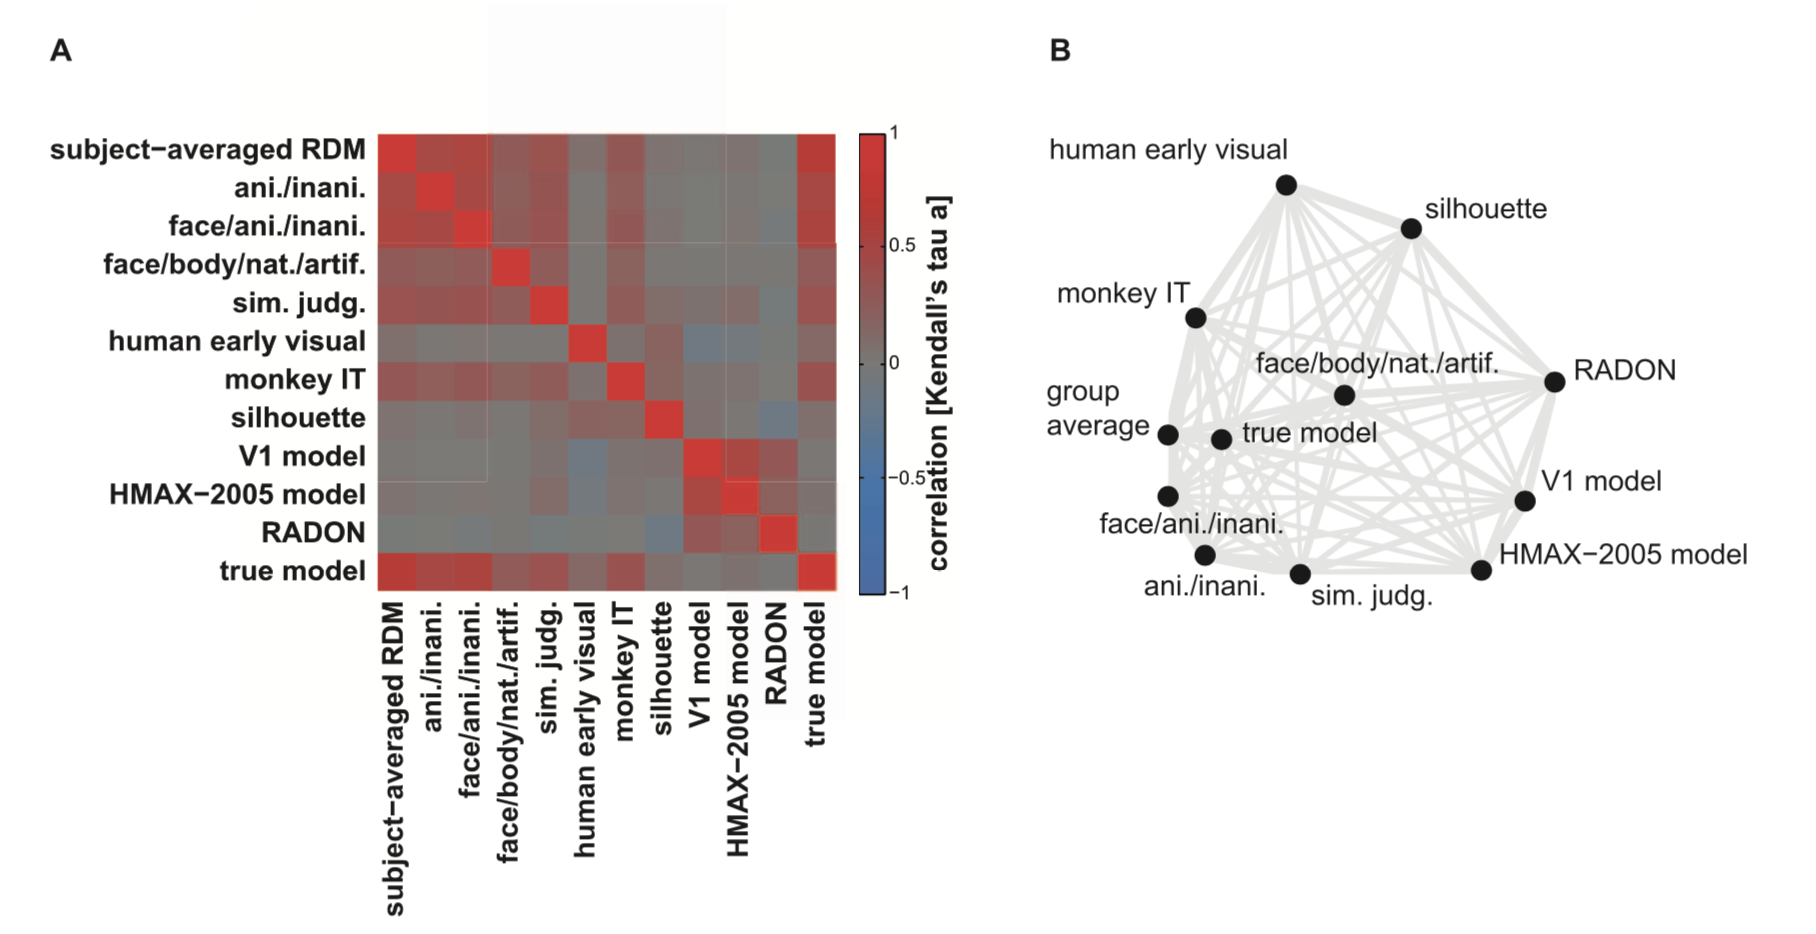 A
subject−averaged RDM
ani./inani.
face/ani./inani.
face/body/nat./artif.
sim. judg.
human early visual
monkey IT
silhouette
V1 model
HMAX−2005 model
RADON
true model
subject−averaged RDM
ani./inani.
face/ani./inani.
face/body/nat./artif.
sim. judg.
human early visual
monkey IT
silhouette
V1 model
HMAX−2005 model
RADON
true model
1
0.5
0
−0.5
−1
correlation [Kendall's tau a]
B
human early visual
silhouette
monkey IT
face/body/nat./artif.
RADON
group
average
true model
V1 model
face/ani./inani.
HMAX−2005 model
ani./inani.
sim. judg.